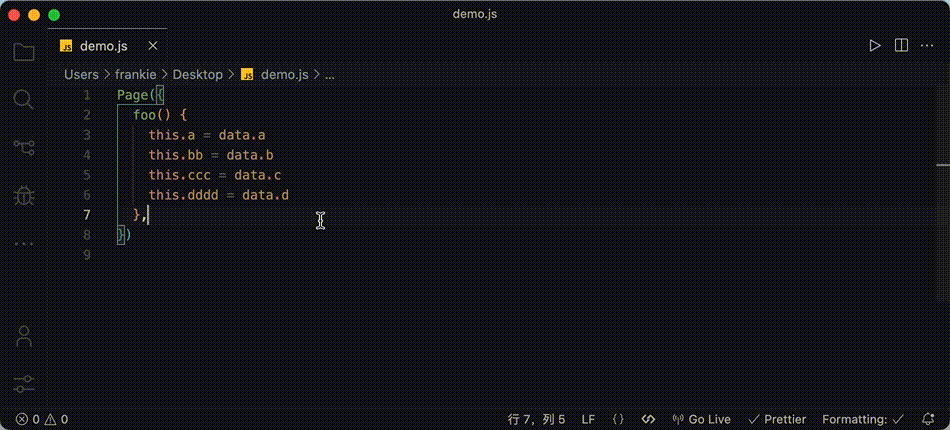 demo.js
JS demo.js
Users > frankie > Desktop > JS demo.js > ...
1 Page({
2   foo() {
3     this.a = data.a
4     this.bb = data.b
5     this.ccc = data.c
6     this.dddd = data.d
7   },
8 })
9
0 0 行 7，列 5 LF {} Go Live Prettier Formatting: ✓